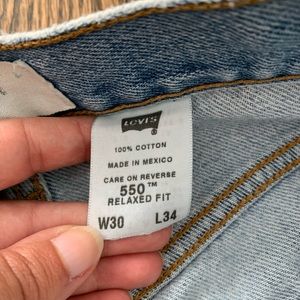 LEVI'S
®
100% COTTON
MADE IN MEXICO
CARE ON REVERSE
550™
RELAXED FIT
W30 L34